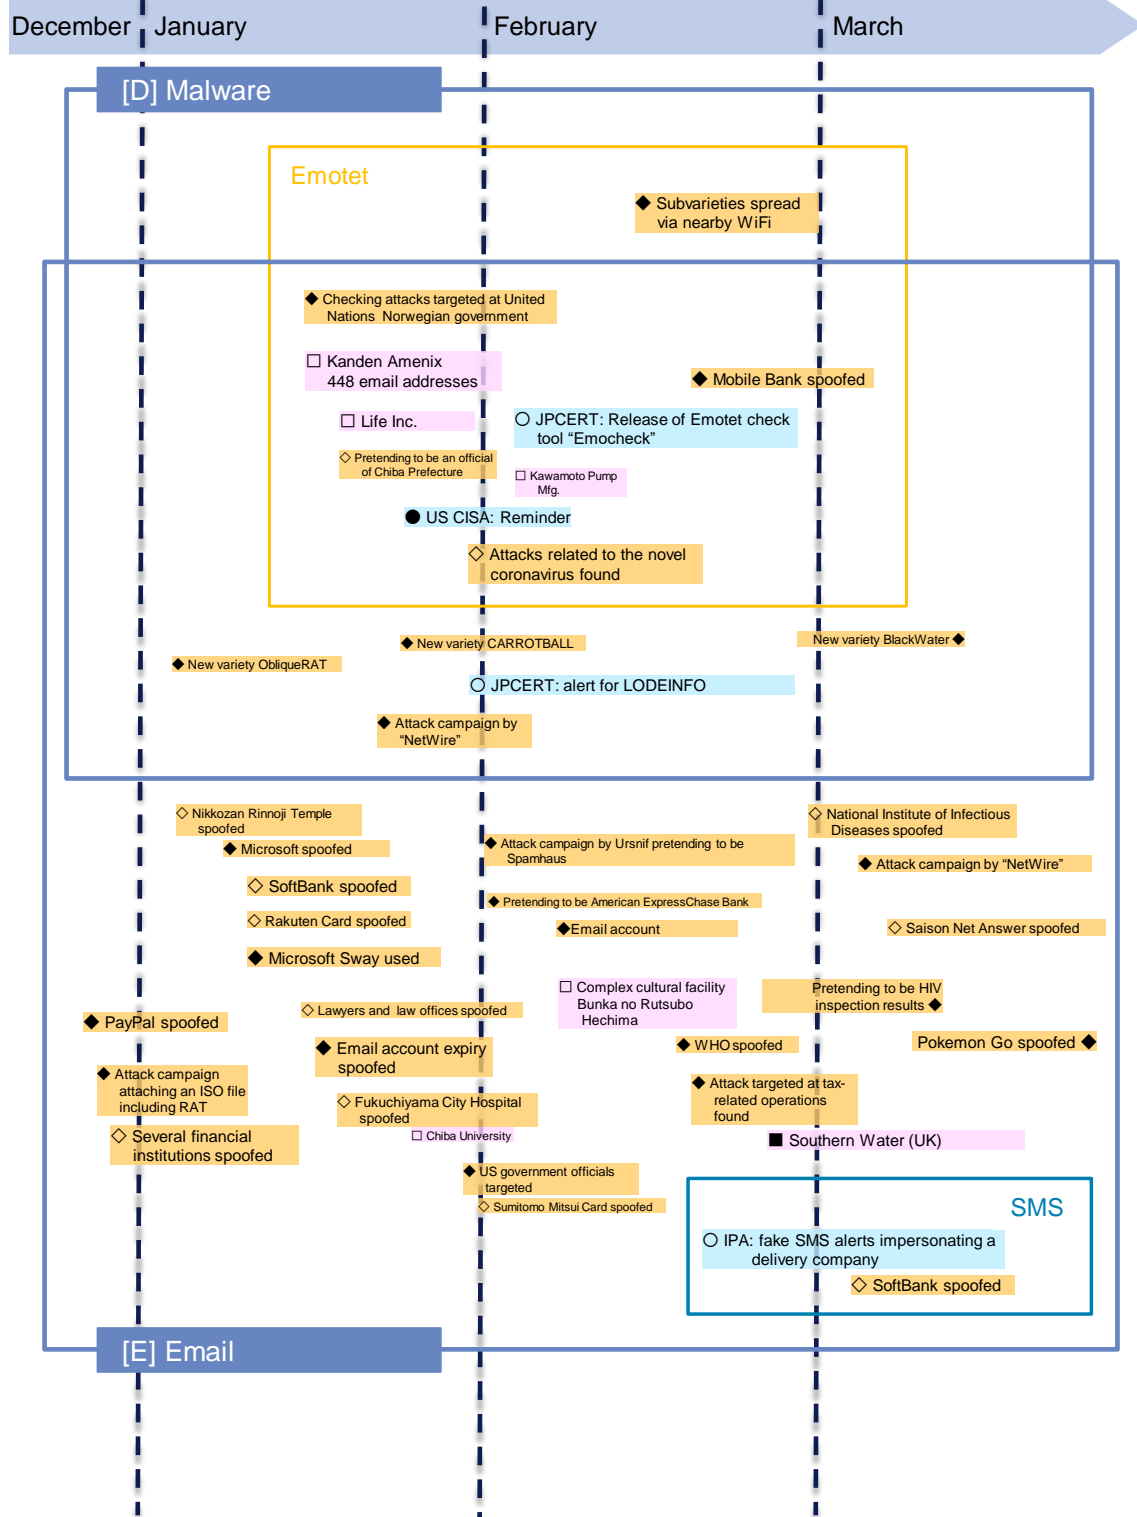 December
January
February
March
[D] Malware
Emotet
◆ Subvarieties spread
via nearby WiFi
◆ Checking attacks targeted at United
Nations Norwegian government
□ Kanden Amenix
448 email addresses
◆ Mobile Bank spoofed
□ Life Inc.
○ JPCERT: Release of Emotet check
tool “Emocheck”
◇ Pretending to be an official
of Chiba Prefecture
□ Kawamoto Pump
Mfg.
● US CISA: Reminder
◇ Attacks related to the novel
coronavirus found
◆ New variety CARROTBALL
New variety BlackWater ◆
◆ New variety ObliqueRAT
○ JPCERT: alert for LODEINFO
◆ Attack campaign by
“NetWire”
◇ Nikkozan Rinnoji Temple
spoofed
◇ National Institute of Infectious
Diseases spoofed
◆ Microsoft spoofed
◆ Attack campaign by Ursnif pretending to be
Spamhaus
◆ Attack campaign by “NetWire”
◇ SoftBank spoofed
◆ Pretending to be American ExpressChase Bank
◇ Rakuten Card spoofed
◆Email account
◇ Saison Net Answer spoofed
◆ Microsoft Sway used
□ Complex cultural facility
Bunka no Rutsubo
Hechima
Pretending to be HIV
inspection results ◆
◇ Lawyers and law offices spoofed
◆ PayPal spoofed
◆ Email account expiry
spoofed
◆ WHO spoofed
Pokemon Go spoofed ◆
◆ Attack campaign
attaching an ISO file
including RAT
◆ Attack targeted at tax-
related operations
found
◇ Fukuchiyama City Hospital
spoofed
◇ Several financial
institutions spoofed
□ Chiba University
■ Southern Water (UK)
◆ US government officials
targeted
◇ Sumitomo Mitsui Card spoofed
SMS
○ IPA: fake SMS alerts impersonating a
delivery company
◇ SoftBank spoofed
[E] Email